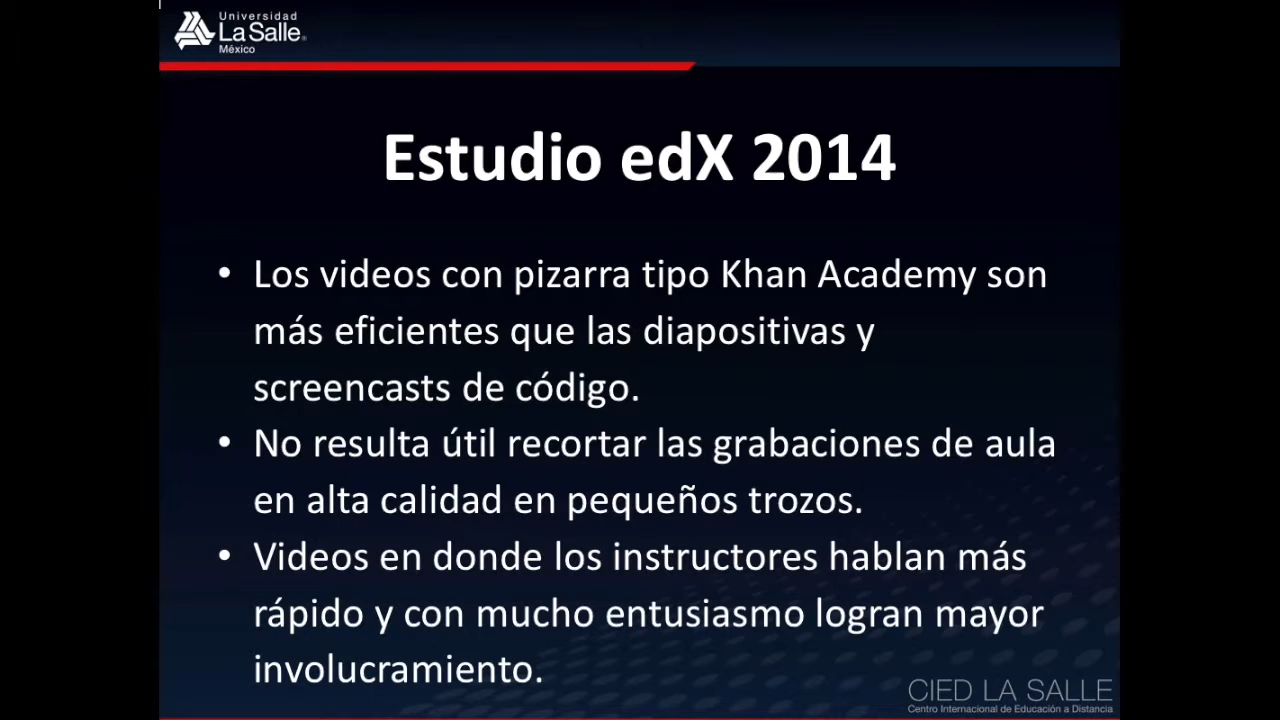 Universidad
La Salle
México
Estudio edX 2014
• Los videos con pizarra tipo Khan Academy son
más eficientes que las diapositivas y
screencasts de código.
• No resulta útil recortar las grabaciones de aula
en alta calidad en pequeños trozos.
• Videos en donde los instructores hablan más
rápido y con mucho entusiasmo logran mayor
involucramiento.
CIED LA SALLE
Centro Internacional de Educación a Distancia